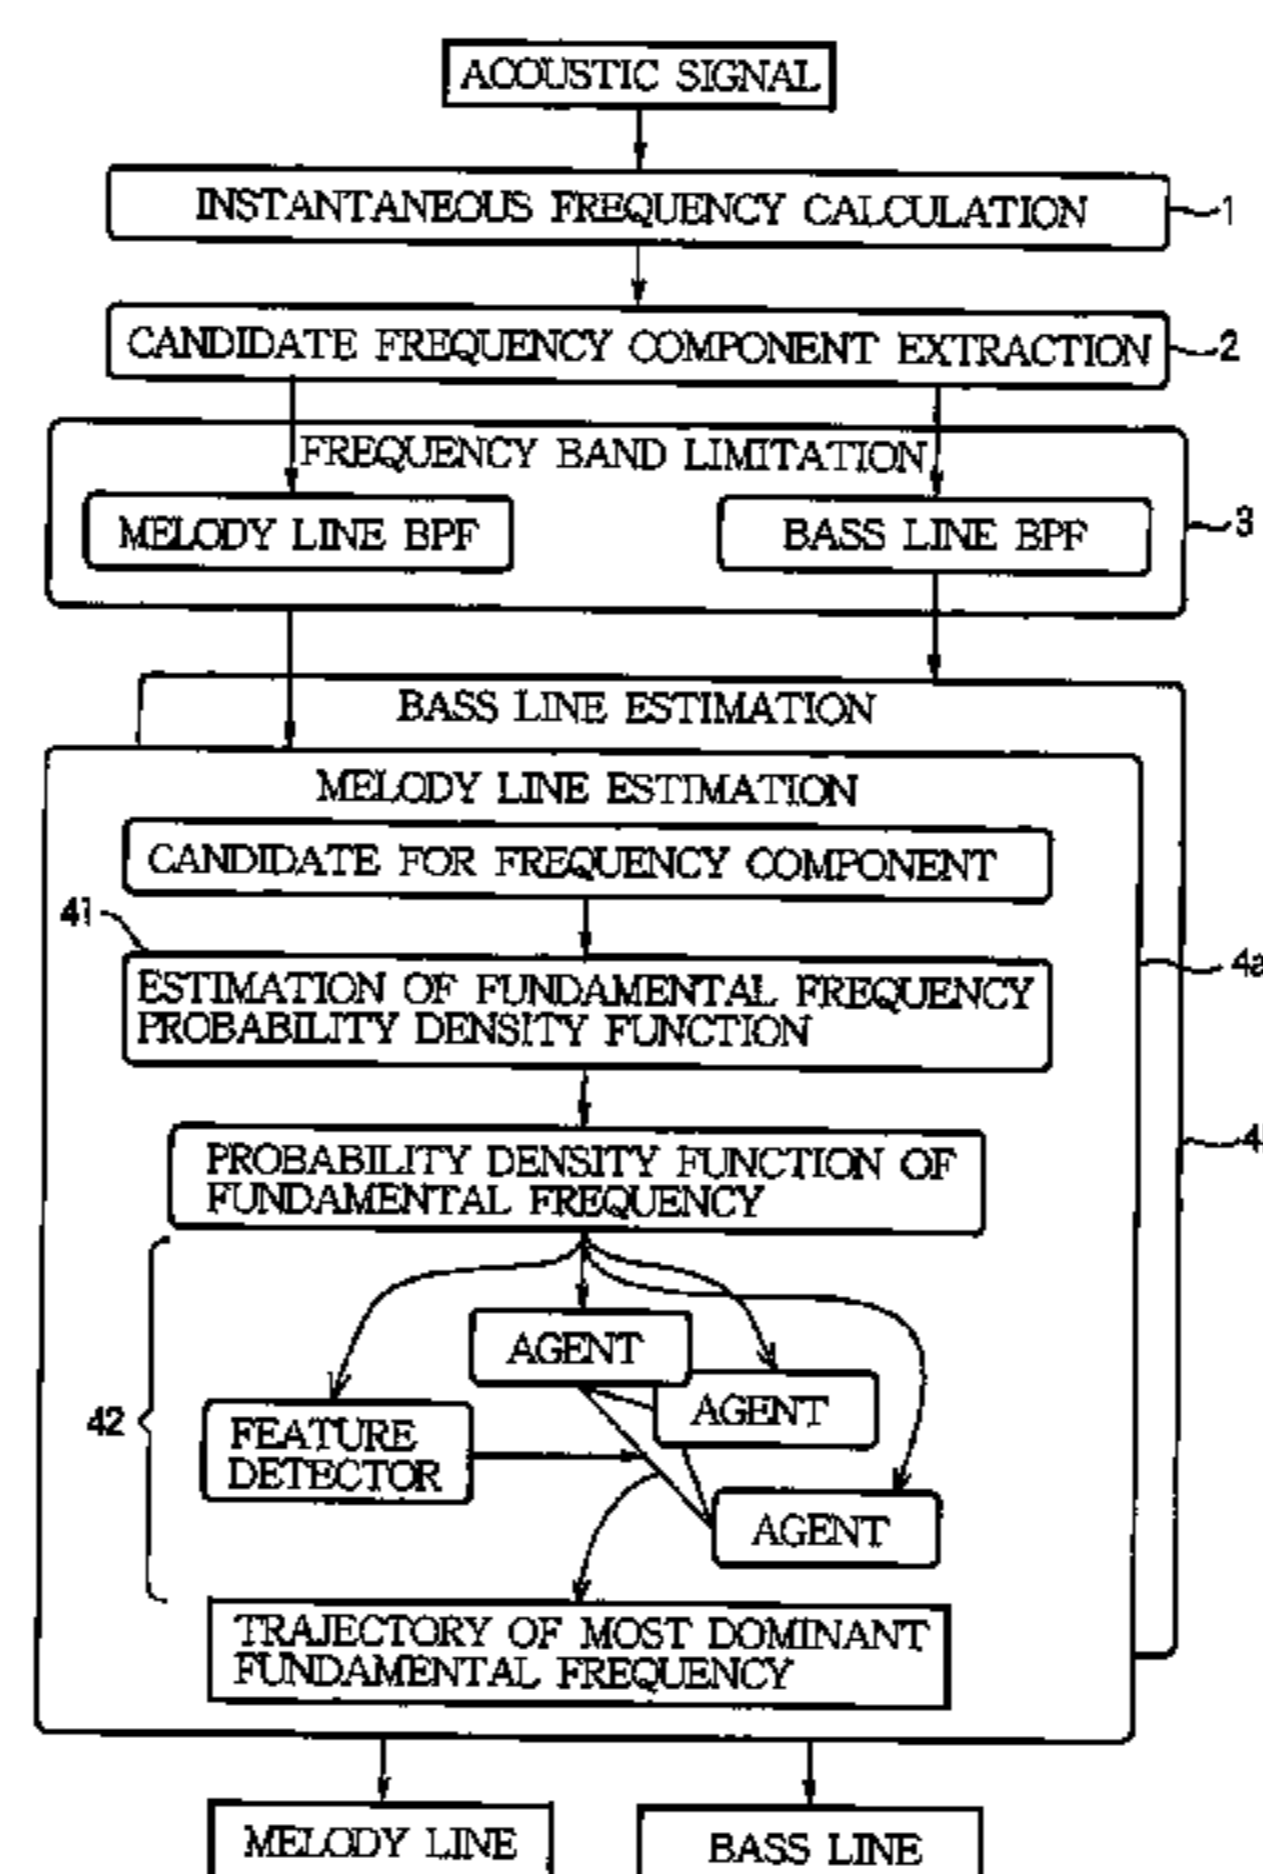 ACOUSTIC SIGNAL
INSTANTANEOUS FREQUENCY CALCULATION
1
CANDIDATE FREQUENCY COMPONENT EXTRACTION
2
FREQUENCY BAND LIMITATION
MELODY LINE BPF
BASS LINE BPF
3
BASS LINE ESTIMATION
MELODY LINE ESTIMATION
CANDIDATE FOR FREQUENCY COMPONENT
41
ESTIMATION OF FUNDAMENTAL FREQUENCY
PROBABILITY DENSITY FUNCTION
4a
PROBABILITY DENSITY FUNCTION OF
FUNDAMENTAL FREQUENCY
AGENT
AGENT
42
FEATURE
DETECTOR
AGENT
TRAJECTORY OF MOST DOMINANT
FUNDAMENTAL FREQUENCY
MELODY LINE
BASS LINE